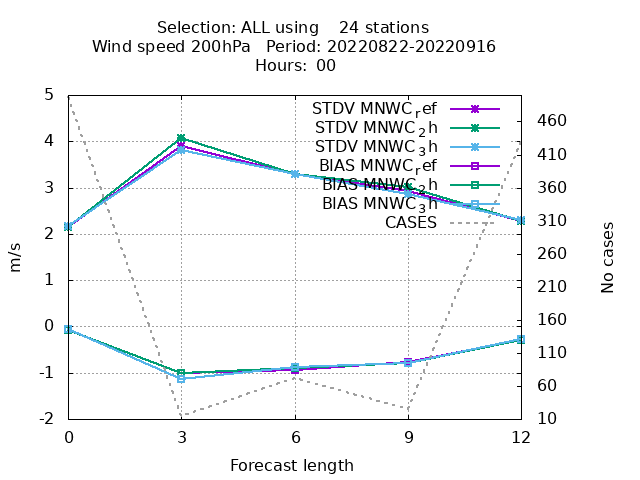 Selection: ALL using    24 stations
Wind speed 200hPa   Period: 20220822-20220916
Hours:  00
STDV MNWC_ref
STDV MNWC_2h
STDV MNWC_3h
BIAS MNWC_ref
BIAS MNWC_2h
BIAS MNWC_3h
CASES
5
4
3
2
1
0
-1
-2
m/s
460
410
360
310
260
210
160
110
60
10
No cases
0 3 6 9 12
Forecast length